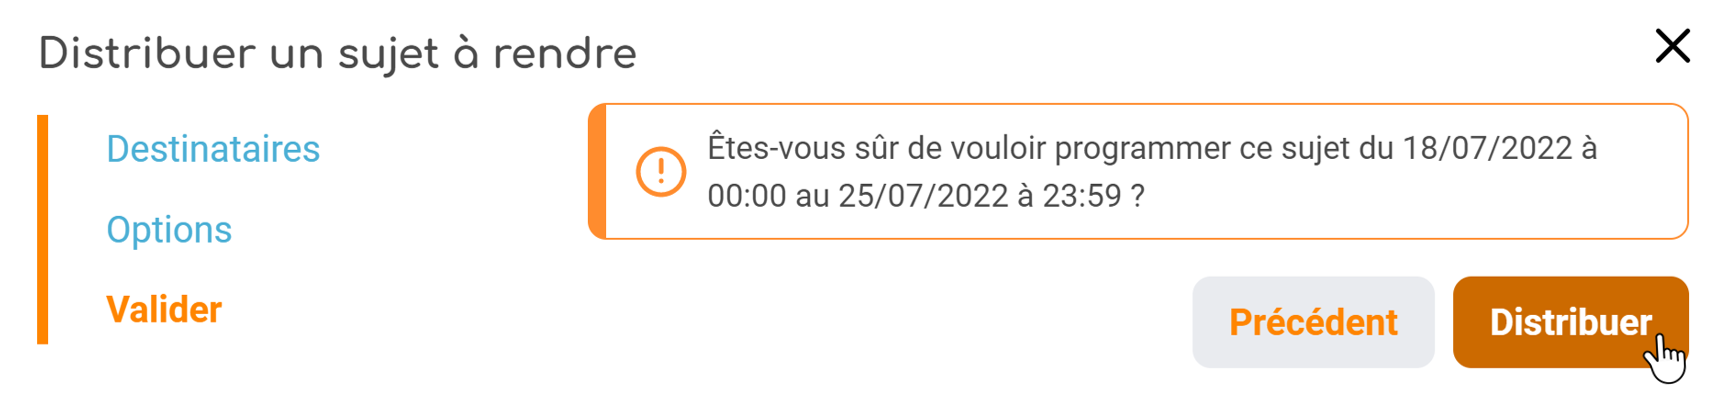 Distribuer un sujet à rendre
Destinataires
Options
Valider
Êtes-vous sûr de vouloir programmer ce sujet du 18/07/2022 à
00:00 au 25/07/2022 à 23:59 ?
Précédent
Distribuer